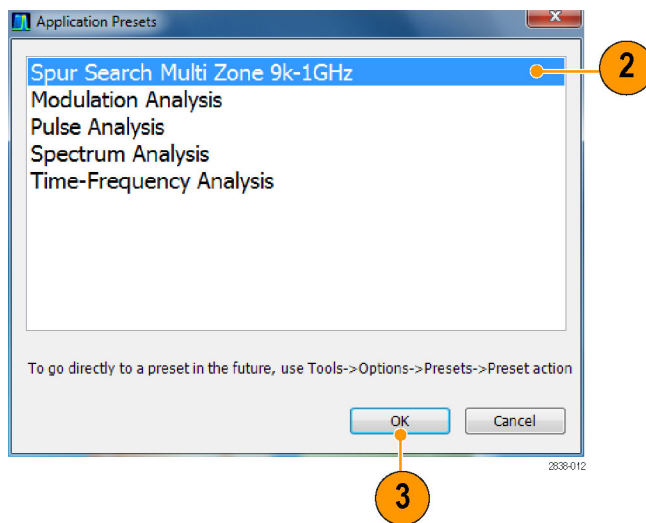 Application Presets
Spur Search Multi Zone 9k-1GHz
2
Modulation Analysis
Pulse Analysis
Spectrum Analysis
Time-Frequency Analysis
To go directly to a preset in the future, use Tools->Options->Presets->Preset action
OK
Cancel
2838-012
3